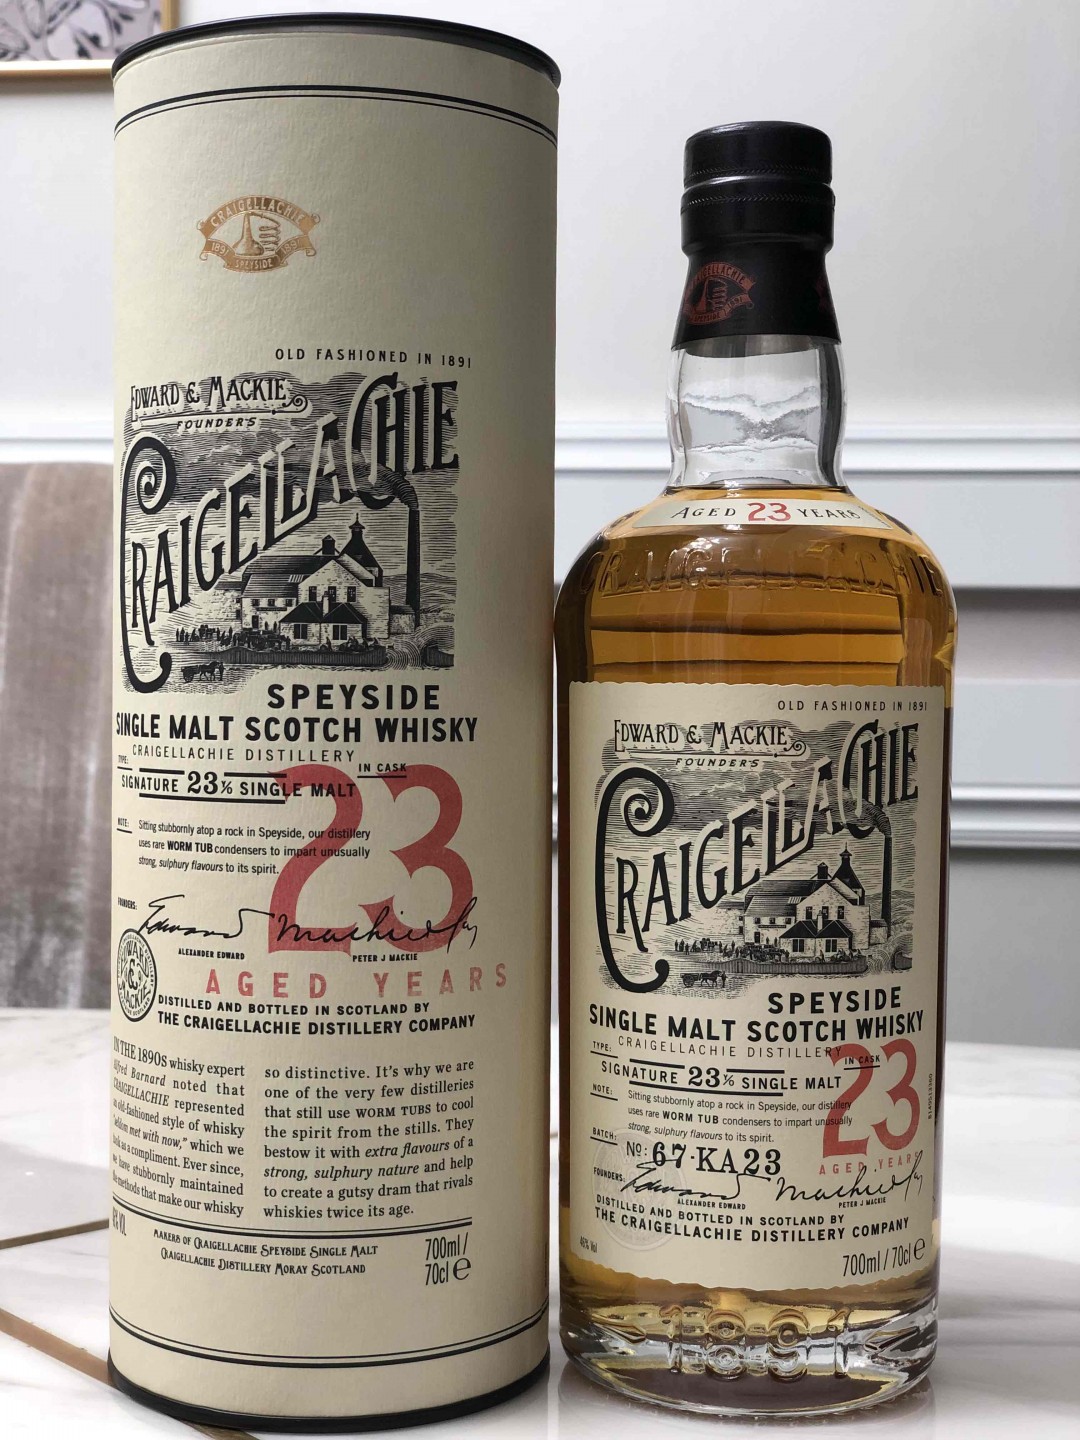 CRAIGELLACHIE
1891 SPEYSIDE 1891
OLD FASHIONED IN 1891
EDWARD & MACKIE
FOUNDERS
CRAIGELLACHIE
SPEYSIDE
SINGLE MALT SCOTCH WHISKY
CRAIGELLACHIE DISTILLERY
TYPE:
IN CASK
SIGNATURE 23 Y/O SINGLE MALT
23
NOTE:
Sitting stubbornly atop a rock in Speyside, our distillery
uses rare WORM TUB condensers to impart unusually
strong, sulphury flavours to its spirit.
FOUNDERS:
ALEXANDER EDWARD
PETER J MACKIE
AGED YEARS
DISTILLED AND BOTTLED IN SCOTLAND BY
THE CRAIGELLACHIE DISTILLERY COMPANY
IN THE 1890s whisky expert
Alfred Barnard noted that
CRAIGELLACHIE represented
an old-fashioned style of whisky
"seldom met with now," which we
took as a compliment. Ever since,
we have stubbornly maintained
the methods that make our whisky
so distinctive. It's why we are
one of the very few distilleries
that still use WORM TUBS to cool
the spirit from the stills. They
bestow it with extra flavours of a
strong, sulphury nature and help
to create a gutsy dram that rivals
whiskies twice its age.
MAKERS OF CRAIGELLACHIE SPEYSIDE SINGLE MALT
CRAIGELLACHIE DISTILLERY MORAY SCOTLAND
700ml /
70cl e
CRAIGELLACHIE
AGED 23 YEARS
CRAIGELLACHIE
OLD FASHIONED IN 1891
EDWARD & MACKIE
FOUNDERS
CRAIGELLACHIE
SPEYSIDE
SINGLE MALT SCOTCH WHISKY
CRAIGELLACHIE DISTILLERY
TYPE:
IN CASK
SIGNATURE 23 Y/O SINGLE MALT
23
NOTE:
Sitting stubbornly atop a rock in Speyside, our distillery
uses rare WORM TUB condensers to impart unusually
strong, sulphury flavours to its spirit.
BATCH:
No: 67-KA23
AGED YEARS
FOUNDERS:
ALEXANDER EDWARD
PETER J MACKIE
DISTILLED AND BOTTLED IN SCOTLAND BY
THE CRAIGELLACHIE DISTILLERY COMPANY
46% Vol
700ml / 70cl e
1891